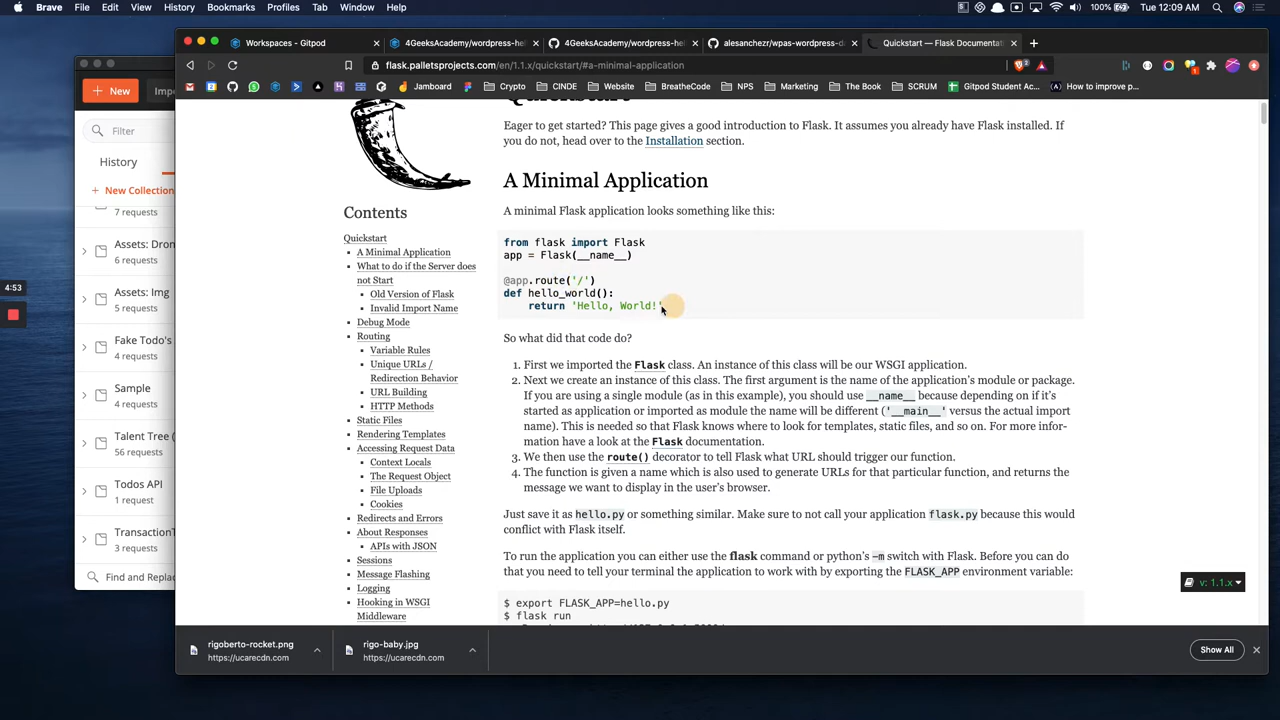 Brave File Edit View History Bookmarks Profiles Tab Window Help 100% Tue 12:09 AM
Workspaces - Gitpod
4GeeksAcademy/wordpress-he
4GeeksAcademy/wordpress-he
alesanchezr/wpas-wordpress-da
Quickstart — Flask Documentat
flask.palletsprojects.com/en/1.1.x/quickstart/#a-minimal-application
Jamboard Crypto CINDE Website BreatheCode NPS Marketing The Book SCRUM Gitpod Student Ac... How to improve p...
New
Impo
Filter
History
New Collection
7 requests
Assets: Dron
6 requests
Assets: Img
3 requests
Fake Todo's
3 requests
Sample
4 requests
Talent Tree (
56 requests
Todos API
1 request
TransactionT
3 requests
Find and Replace
4:53
Quickstart
Eager to get started? This page gives a good introduction to Flask. It assumes you already have Flask installed. If
you do not, head over to the Installation section.
A Minimal Application
A minimal Flask application looks something like this:
from flask import Flask
app = Flask(__name__)
@app.route('/')
def hello_world():
return 'Hello, World!'
So what did that code do?
1. First we imported the Flask class. An instance of this class will be our WSGI application.
2. Next we create an instance of this class. The first argument is the name of the application's module or package.
If you are using a single module (as in this example), you should use __name__ because depending on if it's
started as application or imported as module the name will be different ('__main__' versus the actual import
name). This is needed so that Flask knows where to look for templates, static files, and so on. For more infor-
mation have a look at the Flask documentation.
3. We then use the route() decorator to tell Flask what URL should trigger our function.
4. The function is given a name which is also used to generate URLs for that particular function, and returns the
message we want to display in the user's browser.
Just save it as hello.py or something similar. Make sure to not call your application flask.py because this would
conflict with Flask itself.
To run the application you can either use the flask command or python's -m switch with Flask. Before you can do
that you need to tell your terminal the application to work with by exporting the FLASK_APP environment variable:
$ export FLASK_APP=hello.py
$ flask run
Contents
Quickstart
A Minimal Application
What to do if the Server does
not Start
Old Version of Flask
Invalid Import Name
Debug Mode
Routing
Variable Rules
Unique URLs /
Redirection Behavior
URL Building
HTTP Methods
Static Files
Rendering Templates
Accessing Request Data
Context Locals
The Request Object
File Uploads
Cookies
Redirects and Errors
About Responses
APIs with JSON
Sessions
Message Flashing
Logging
Hooking in WSGI
Middleware
v: 1.1.x
rigoberto-rocket.png
https://ucarecdn.com
rigo-baby.jpg
https://ucarecdn.com
Show All